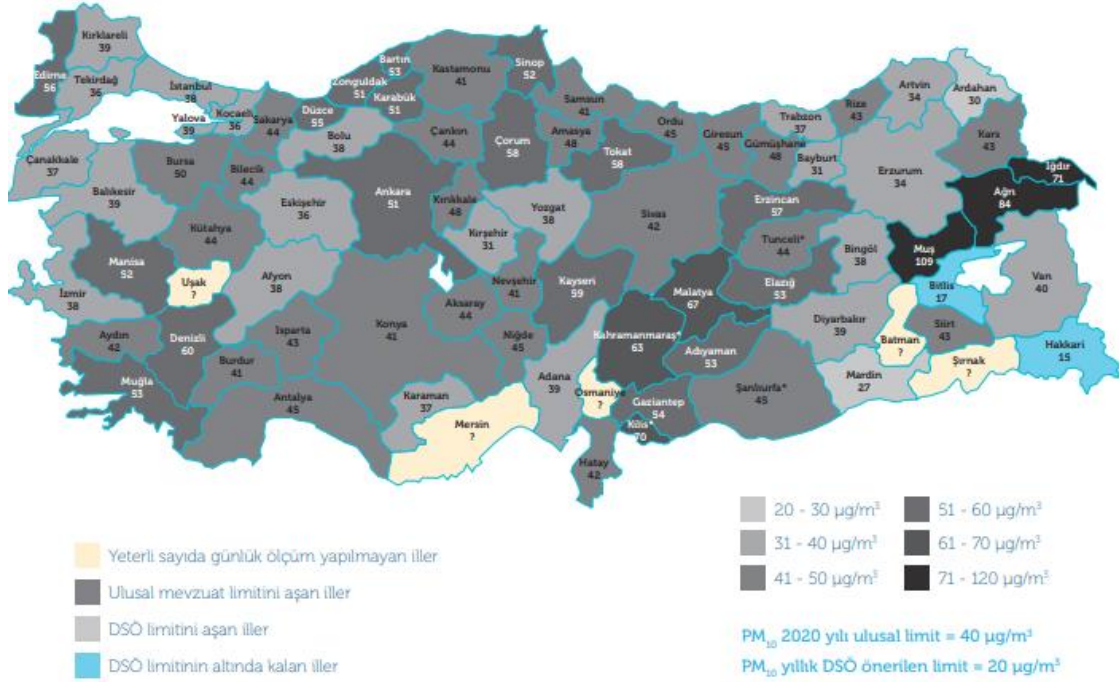 Kırklareli
39
Edirne
56
Tekirdağ
36
İstanbul
38
Yalova
39
Kocaeli
36
Sakarya
44
Düzce
55
Zonguldak
51
Bartın
53
Karabük
51
Kastamonu
41
Sinop
52
Samsun
41
Ordu
45
Giresun
45
Trabzon
37
Rize
43
Artvin
34
Ardahan
30
Kars
43
Iğdır
71
Ağrı
84
Çanakkale
37
Balıkesir
39
Bursa
50
Bilecik
44
Bolu
38
Çankırı
44
Çorum
58
Amasya
48
Tokat
58
Gümüşhane
48
Bayburt
31
Erzurum
34
Eskişehir
36
Ankara
51
Kırıkkale
48
Kırşehir
31
Yozgat
38
Sivas
42
Erzincan
57
Tunceli*
44
Bingöl
38
Muş
109
Bitlis
17
Van
40
Kütahya
44
Manisa
52
Uşak
?
Afyon
38
İzmir
38
Aydın
42
Denizli
60
Muğla
53
Burdur
41
Isparta
43
Antalya
45
Konya
41
Aksaray
44
Nevşehir
41
Niğde
45
Kayseri
59
Malatya
67
Elazığ
53
Diyarbakır
39
Batman
?
Siirt
43
Şırnak
?
Hakkari
15
Mardin
27
Kahramanmaraş*
63
Adıyaman
53
Şanlıurfa*
45
Gaziantep
54
Kilis*
70
Osmaniye
?
Adana
39
Hatay
42
Karaman
37
Mersin
?
20 - 30 µg/m³
31 - 40 µg/m³
41 - 50 µg/m³
51 - 60 µg/m³
61 - 70 µg/m³
71 - 120 µg/m³
Yeterli sayıda günlük ölçüm yapılmayan iller
Ulusal mevzuat limitini aşan iller
DSÖ limitini aşan iller
DSÖ limitinin altında kalan iller
PM₁₀ 2020 yılı ulusal limit = 40 µg/m³
PM₁₀ yıllık DSÖ önerilen limit = 20 µg/m³